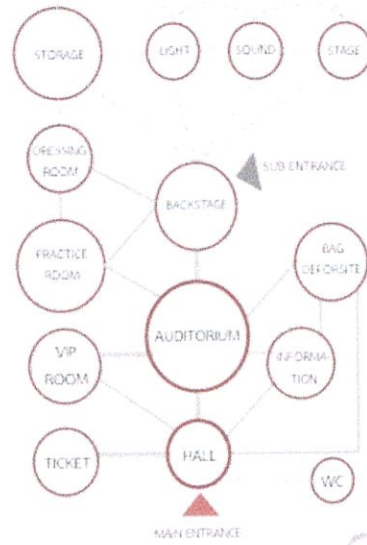 STORAGE
LIGHT
SOUND
STAGE
DRESSING
ROOM
SUB ENTRANCE
BACKSTAGE
PRACTICE
ROOM
BAG
DEFORSITE
AUDITORIUM
VIP
ROOM
INFORMA-
TION
HALL
TICKET
WC
MAIN ENTRANCE